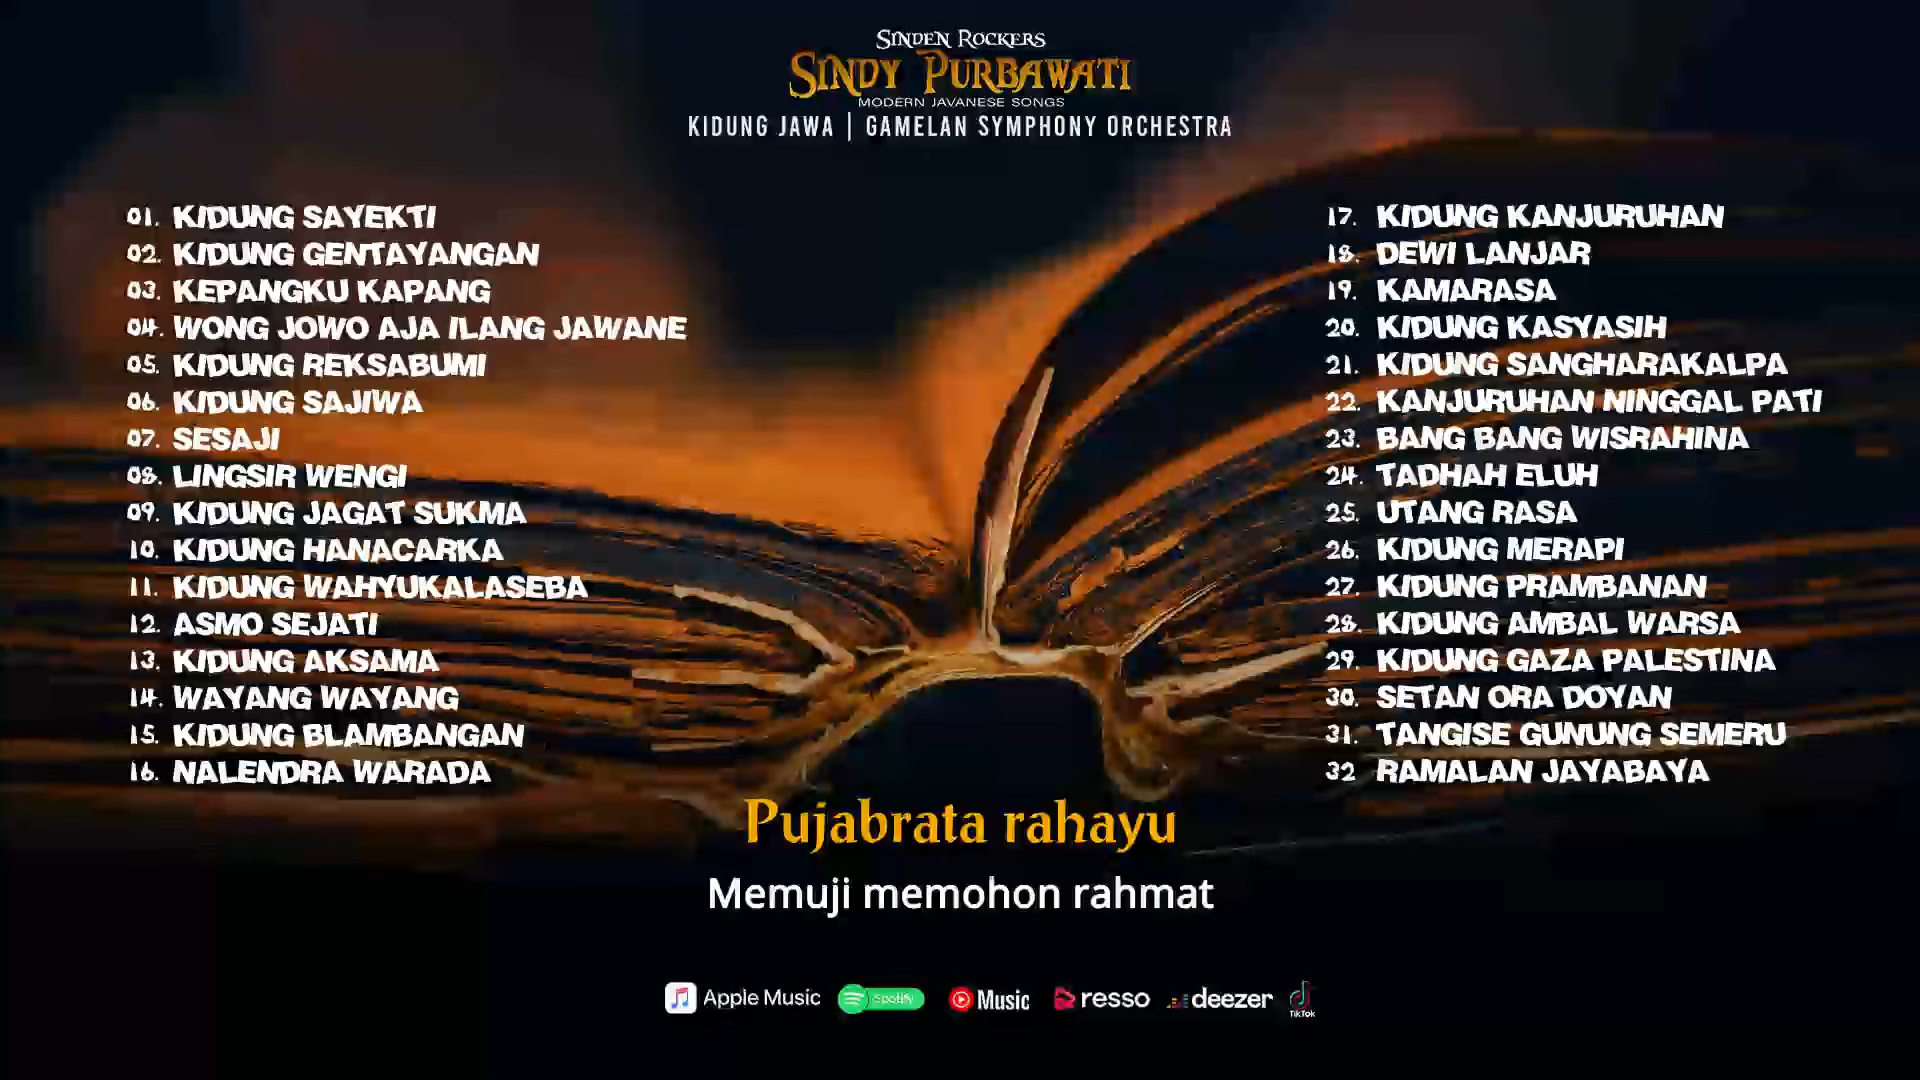 SINDEN ROCKERS
SINDY PURBAWATI
MODERN JAVANESE SONGS
KIDUNG JAWA | GAMELAN SYMPHONY ORCHESTRA
01. KIDUNG SAYEKTI
02. KIDUNG GENTAYANGAN
03. KEPANGKU KAPANG
04. WONG JOWO AJA ILANG JAWANE
05. KIDUNG REKSABUMI
06. KIDUNG SAJIWA
07. SESAJI
08. LINGSIR WENGI
09. KIDUNG JAGAT SUKMA
10. KIDUNG HANACARKA
11. KIDUNG WAHYUKALASEBA
12. ASMO SEJATI
13. KIDUNG AKSAMA
14. WAYANG WAYANG
15. KIDUNG BLAMBANGAN
16. NALENDRA WARADA
17. KIDUNG KANJURUHAN
18. DEWI LANJAR
19. KAMARASA
20. KIDUNG KASYASIH
21. KIDUNG SANGHARAKALPA
22. KANJURUHAN NINGGAL PATI
23. BANG BANG WISRAHINA
24. TADHAH ELUH
25. UTANG RASA
26. KIDUNG MERAPI
27. KIDUNG PRAMBANAN
28. KIDUNG AMBAL WARSA
29. KIDUNG GAZA PALESTINA
30. SETAN ORA DOYAN
31. TANGISE GUNUNG SEMERU
32 RAMALAN JAYABAYA
Pujabrata rahayu
Memuji memohon rahmat
Apple Music Spotify Music resso deezer TikTok